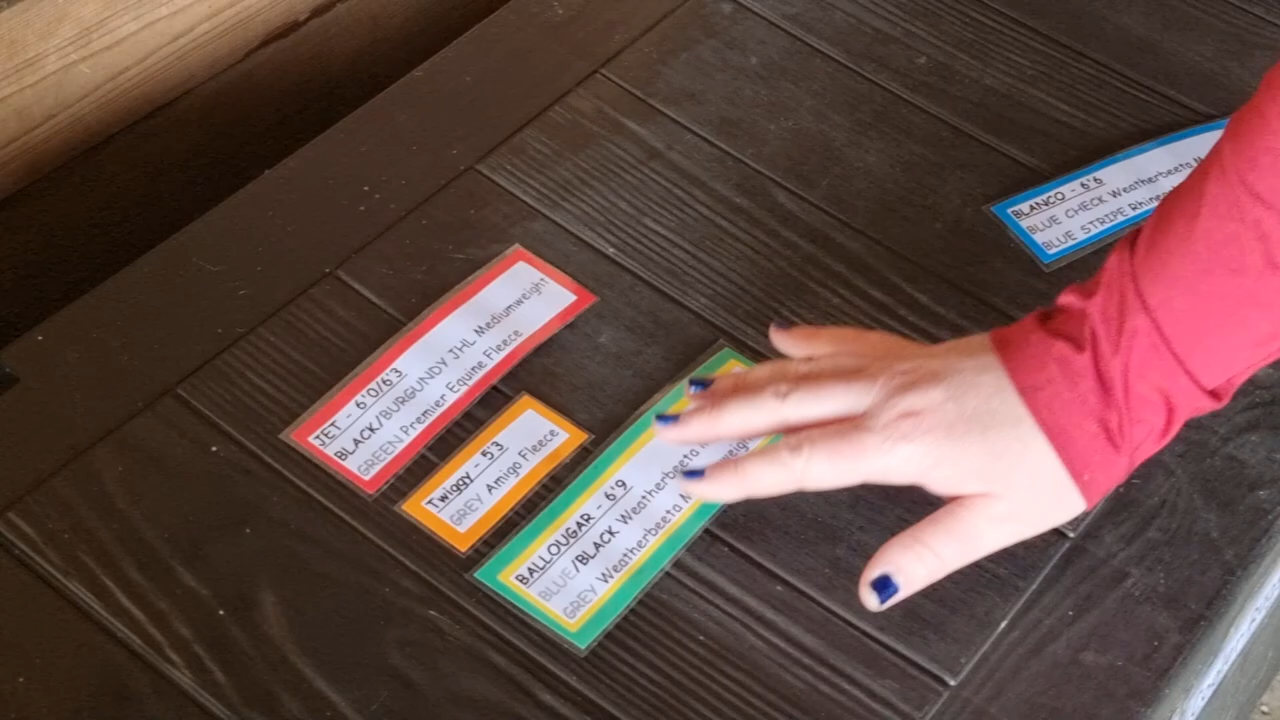 JET - 6'0/6'3
BLACK/BURGUNDY JHL Mediumweight
GREEN Premier Equine Fleece
Twiggy - 5'3
GREY Amigo Fleece
BALLOUGAR - 6'9
BLUE/BLACK Weatherbeeta
GREY Weatherbeeta
BLANCO - 6'6
BLUE CHECK Weatherbeeta
BLUE STRIPE